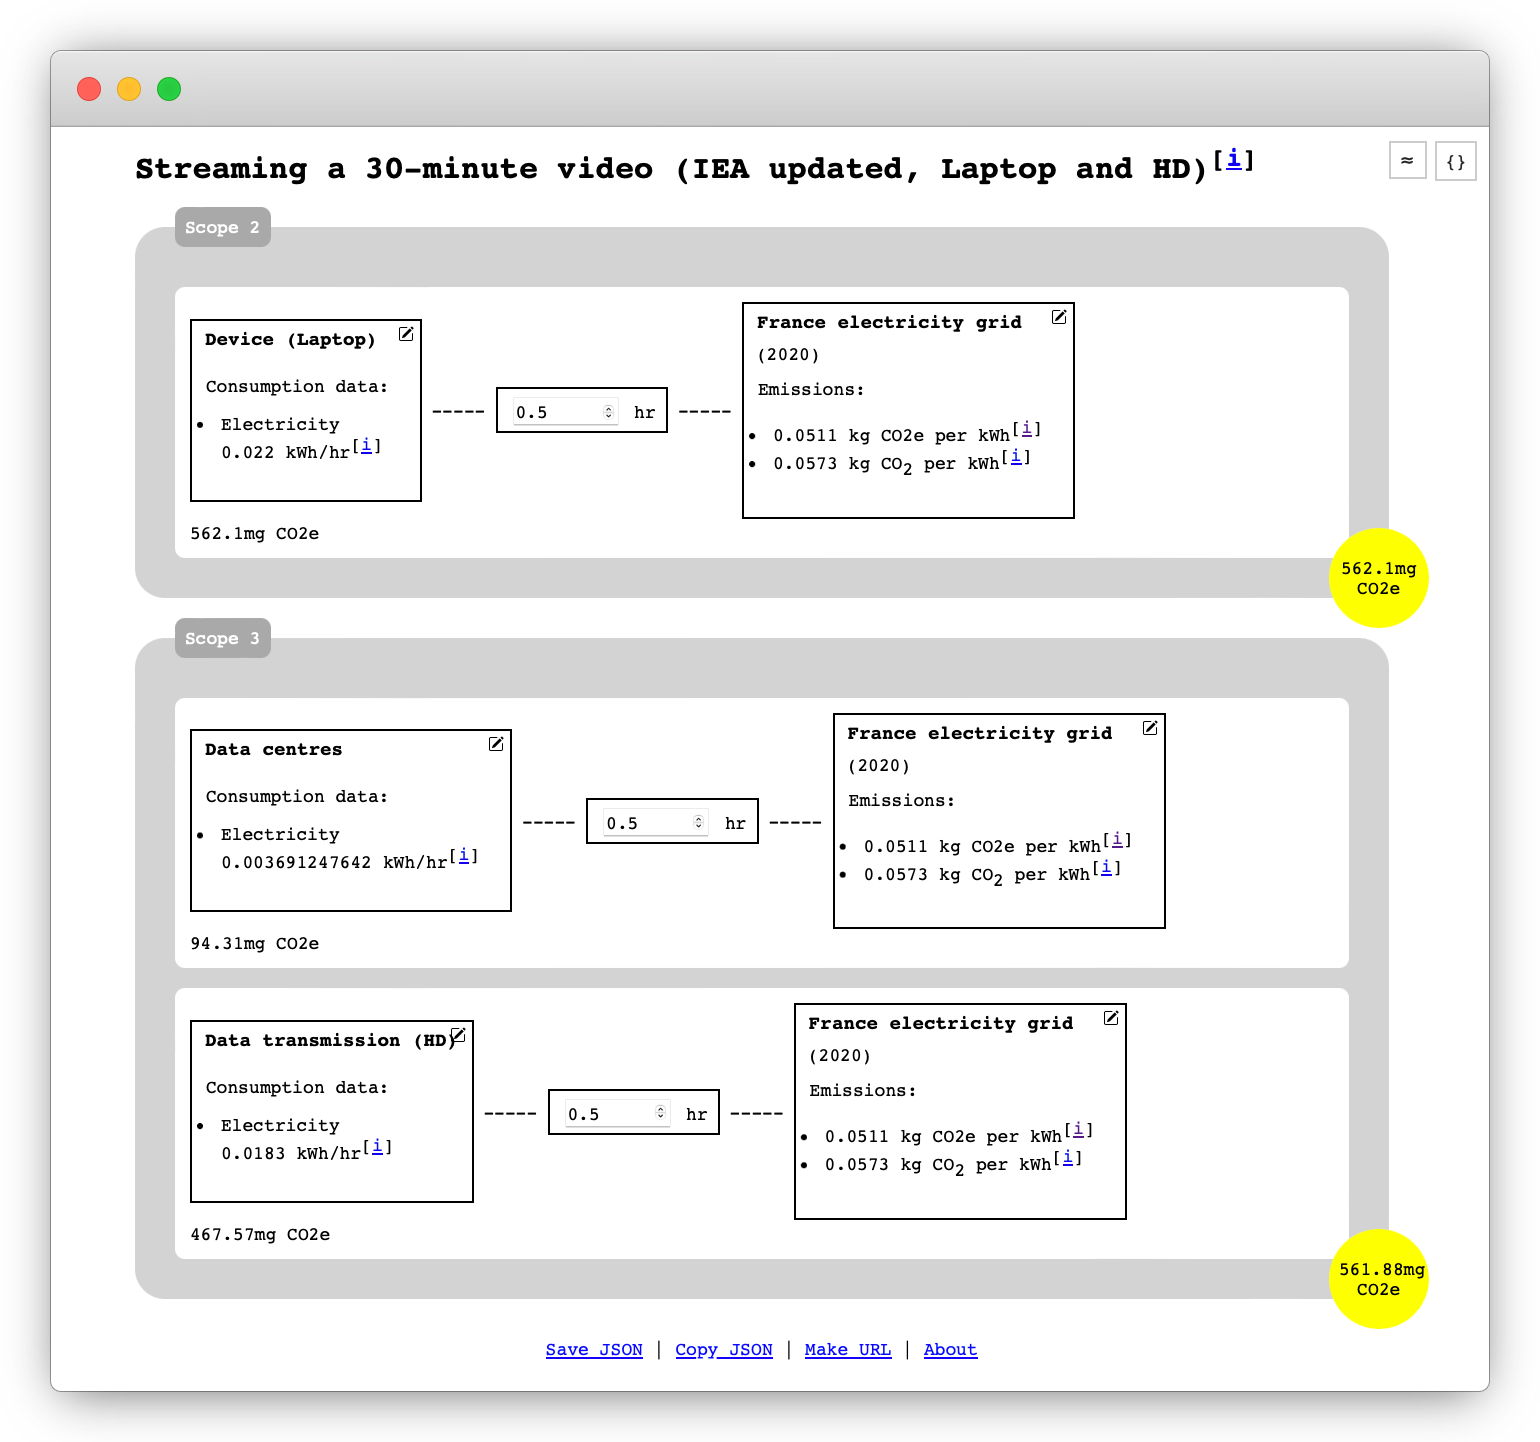 Streaming a 30-minute video (IEA updated, Laptop and HD)[i]
≈ {}
Scope 2
Device (Laptop)
Consumption data:
• Electricity
0.022 kWh/hr[i]
----- 0.5 hr -----
France electricity grid
(2020)
Emissions:
• 0.0511 kg CO2e per kWh[i]
• 0.0573 kg CO₂ per kWh[i]
562.1mg CO2e
562.1mg
CO2e
Scope 3
Data centres
Consumption data:
• Electricity
0.003691247642 kWh/hr[i]
----- 0.5 hr -----
France electricity grid
(2020)
Emissions:
• 0.0511 kg CO2e per kWh[i]
• 0.0573 kg CO₂ per kWh[i]
94.31mg CO2e
Data transmission (HD)
Consumption data:
• Electricity
0.0183 kWh/hr[i]
----- 0.5 hr -----
France electricity grid
(2020)
Emissions:
• 0.0511 kg CO2e per kWh[i]
• 0.0573 kg CO₂ per kWh[i]
467.57mg CO2e
561.88mg
CO2e
Save JSON | Copy JSON | Make URL | About